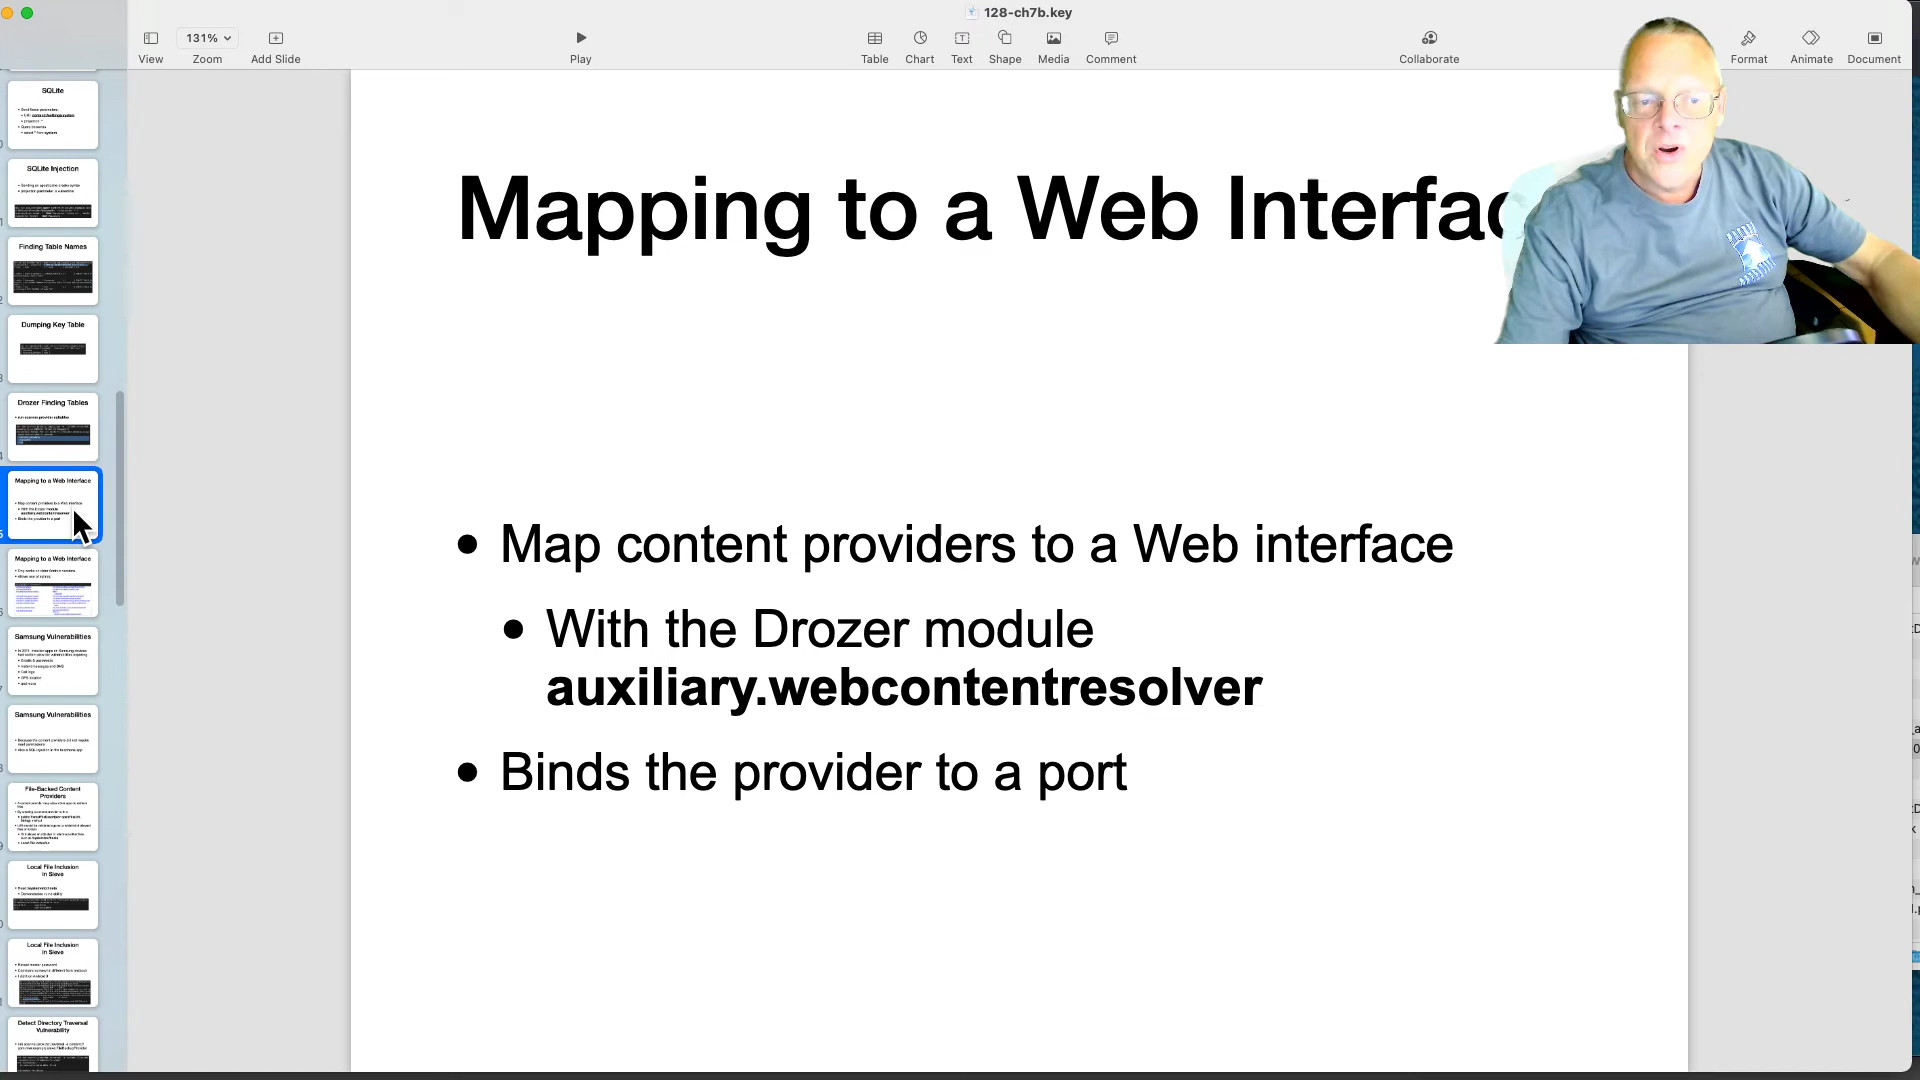 128-ch7b.key
131%
View
Zoom
Add Slide
Play
Table
Chart
Text
Shape
Media
Comment
Collaborate
Format
Animate
Document
SQLite
SQLite Injection
Finding Table Names
Dumping Key Table
Drozer Finding Tables
Mapping to a Web Interface
Mapping to a Web Interface
Samsung Vulnerabilities
Samsung Vulnerabilities
File-Backed Content
Providers
Local File Inclusion
in Sieve
Local File Inclusion
in Sieve
Detect Directory Traversal
Vulnerability
Mapping to a Web Interfac
• Map content providers to a Web interface
• With the Drozer module
auxiliary.webcontentresolver
• Binds the provider to a port